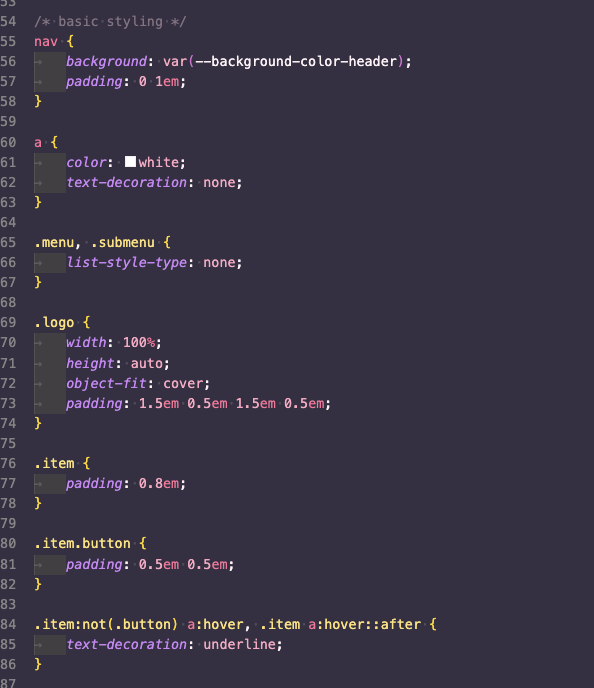 53
54 /* basic styling */
55 nav {
56 background: var(--background-color-header);
57 padding: 0 1em;
58 }
59
60 a {
61 color: white;
62 text-decoration: none;
63 }
64
65 .menu, .submenu {
66 list-style-type: none;
67 }
68
69 .logo {
70 width: 100%;
71 height: auto;
72 object-fit: cover;
73 padding: 1.5em 0.5em 1.5em 0.5em;
74 }
75
76 .item {
77 padding: 0.8em;
78 }
79
80 .item.button {
81 padding: 0.5em 0.5em;
82 }
83
84 .item:not(.button) a:hover, .item a:hover::after {
85 text-decoration: underline;
86 }
87